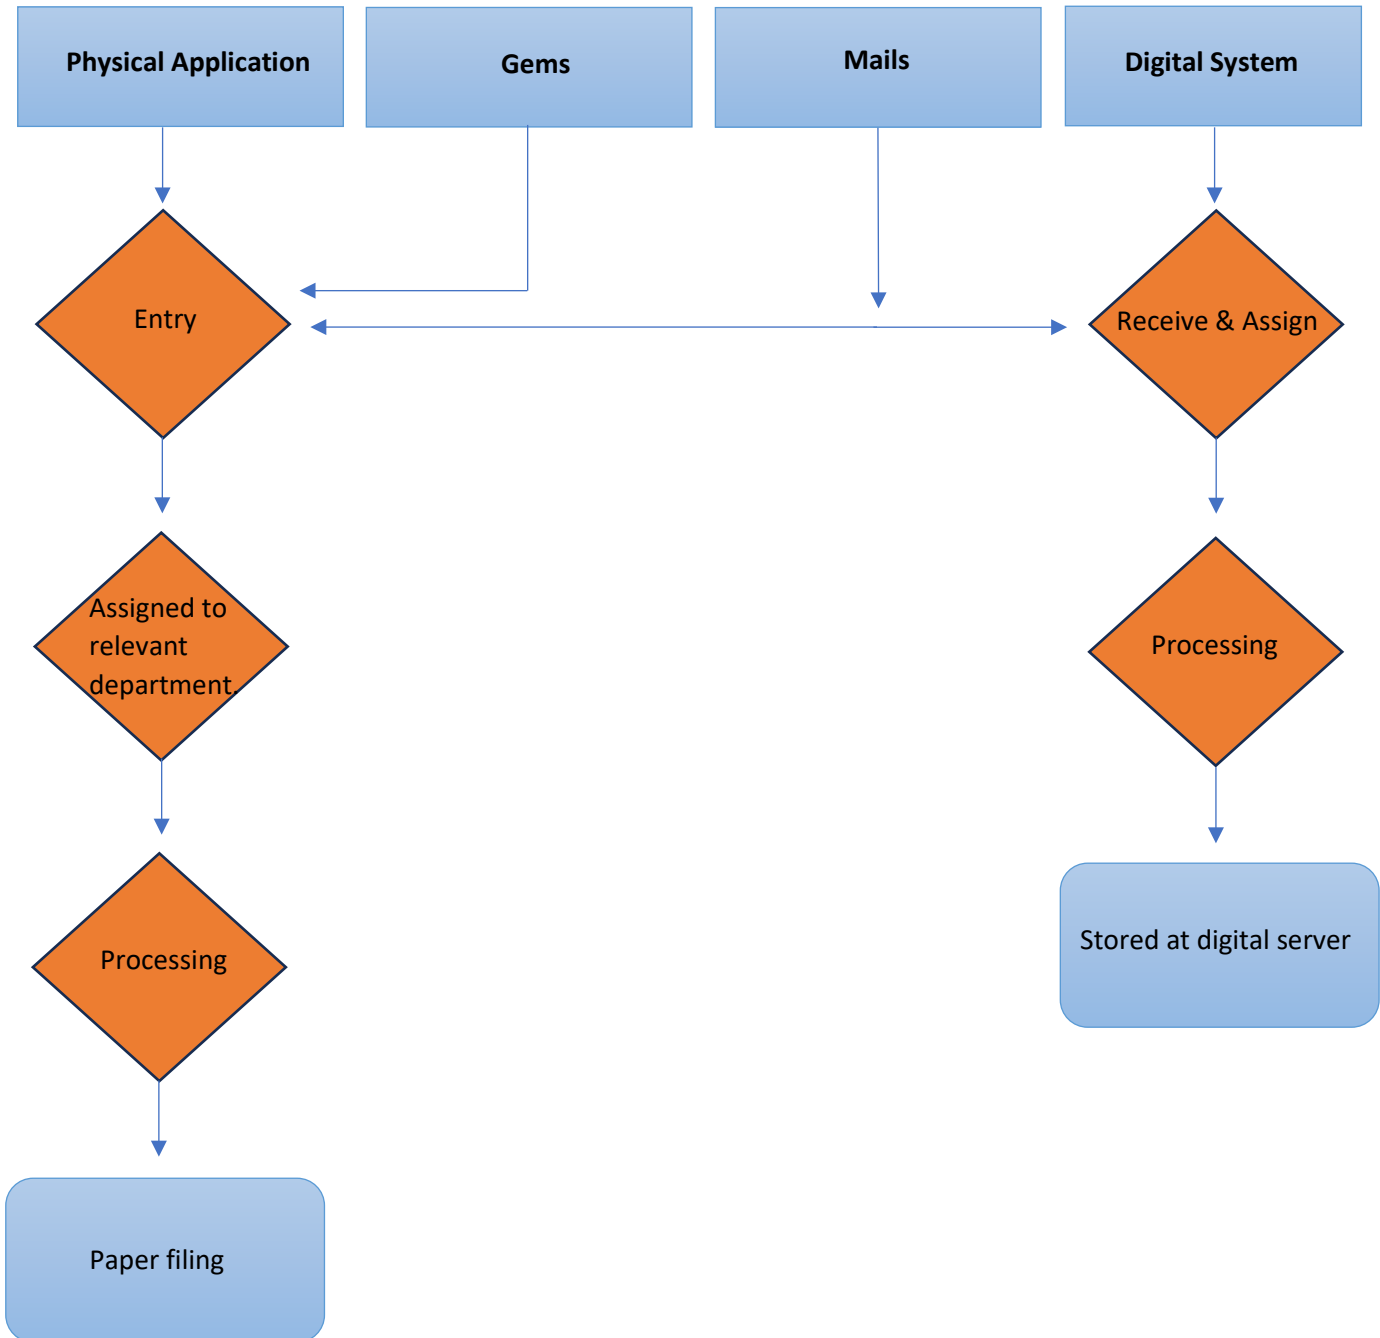 Physical Application
Gems
Mails
Digital System
Entry
Receive & Assign
Assigned to
relevant
department.
Processing
Processing
Stored at digital server
Paper filing